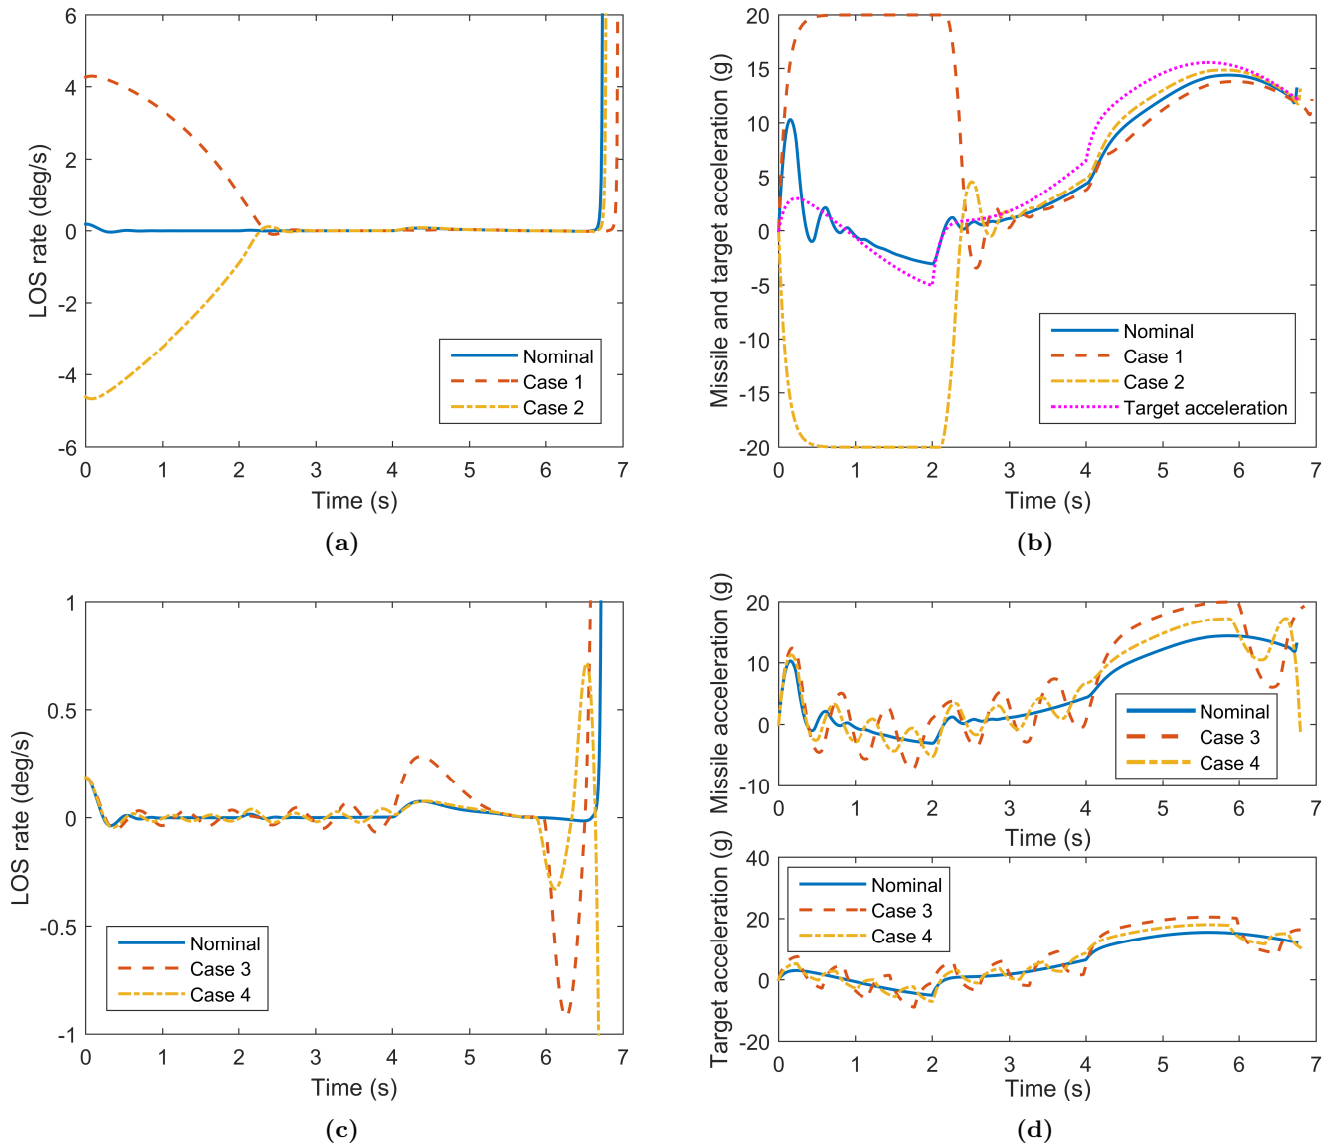 6
4
2
0
-2
-4
-6
LOS rate (deg/s)
Nominal
Case 1
Case 2
0 1 2 3 4 5 6 7
Time (s)
(a)
20
15
10
5
0
-5
-10
-15
-20
Missile and target acceleration (g)
Nominal
Case 1
Case 2
Target acceleration
0 1 2 3 4 5 6 7
Time (s)
(b)
1
0.5
0
-0.5
-1
LOS rate (deg/s)
Nominal
Case 3
Case 4
0 1 2 3 4 5 6 7
Time (s)
(c)
20
10
0
-10
Missile acceleration (g)
Nominal
Case 3
Case 4
0 1 2 3 4 5 6 7
Time (s)
40
20
0
-20
Target acceleration (g)
Nominal
Case 3
Case 4
0 1 2 3 4 5 6 7
Time (s)
(d)